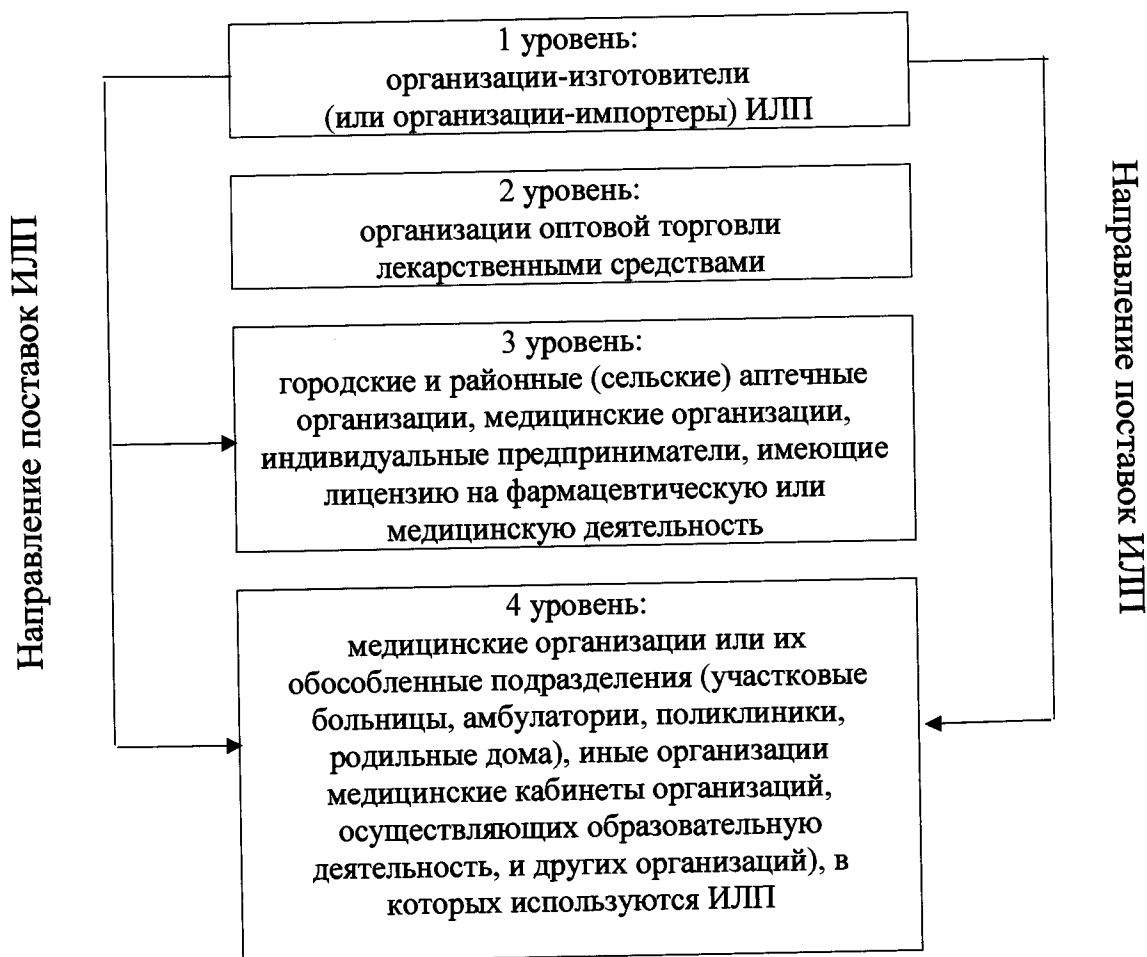 1 уровень:
организации-изготовители
(или организации-импортеры) ИЛП
2 уровень:
организации оптовой торговли
лекарственными средствами
3 уровень:
городские и районные (сельские) аптечные
организации, медицинские организации,
индивидуальные предприниматели, имеющие
лицензию на фармацевтическую или
медицинскую деятельность
4 уровень:
медицинские организации или их
обособленные подразделения (участковые
больницы, амбулатории, поликлиники,
родильные дома), иные организации
медицинские кабинеты организаций,
осуществляющих образовательную
деятельность, и других организаций), в
которых используются ИЛП
Направление поставок ИЛП
Направление поставок ИЛП